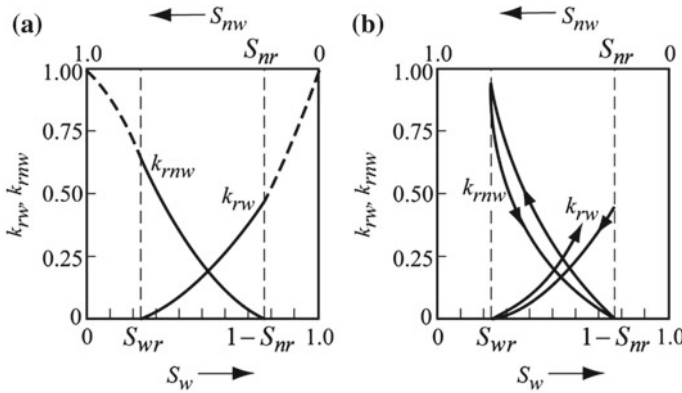 (a)
← S_nw
1.0 S_nr 0
1.00
0.75
0.50
0.25
0
k_rw, k_rnw
k_rnw
k_rw
0 S_wr 1 – S_nr 1.0
S_w →
(b)
← S_nw
1.0 S_nr 0
1.00
0.75
0.50
0.25
0
k_rw, k_rnw
k_rnw
k_rw
0 S_wr 1 – S_nr 1.0
S_w →